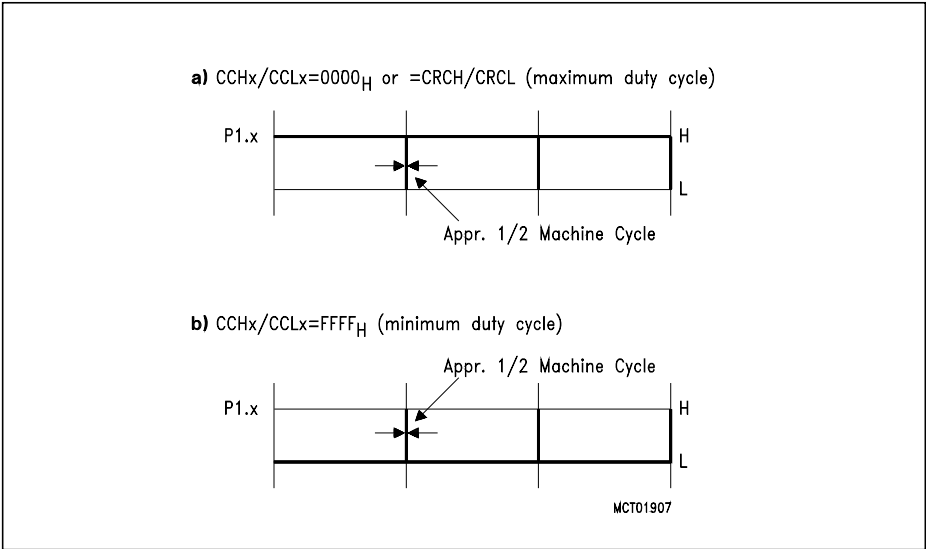 a) CCHx/CCLx=0000H or =CRCH/CRCL (maximum duty cycle)
P1.x
H
L
Appr. 1/2 Machine Cycle
b) CCHx/CCLx=FFFFH (minimum duty cycle)
Appr. 1/2 Machine Cycle
P1.x
H
L
MCT01907